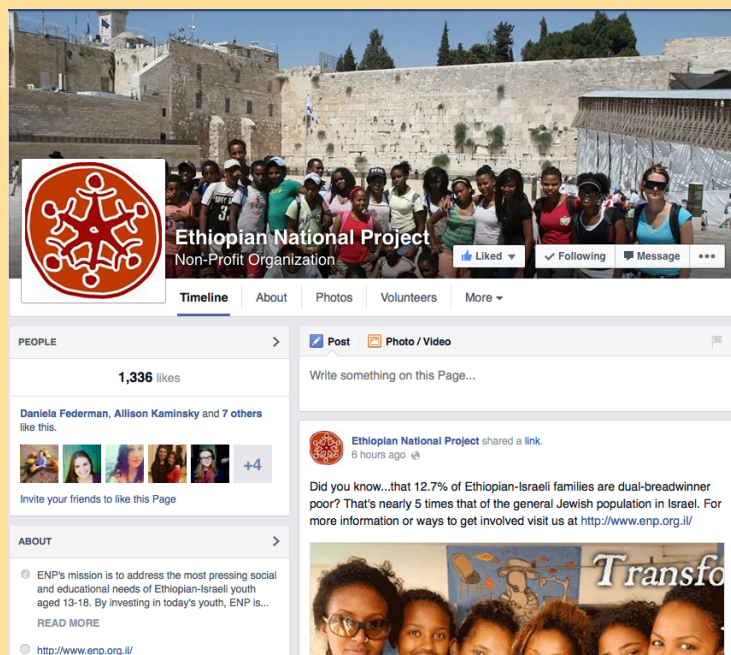 Ethiopian National Project
Non-Profit Organization
Liked
Following
Message
Timeline
About
Photos
Volunteers
More
PEOPLE
1,336 likes
Daniela Federman, Allison Kaminsky and 7 others
like this.
+4
Invite your friends to like this Page
ABOUT
ENP's mission is to address the most pressing social
and educational needs of Ethiopian-Israeli youth
aged 13-18. By investing in today's youth, ENP is...
READ MORE
http://www.enp.org.il/
Post
Photo / Video
Write something on this Page...
Ethiopian National Project shared a link.
6 hours ago
Did you know...that 12.7% of Ethiopian-Israeli families are dual-breadwinner
poor? That's nearly 5 times that of the general Jewish population in Israel. For
more information or ways to get involved visit us at http://www.enp.org.il/
Transfo